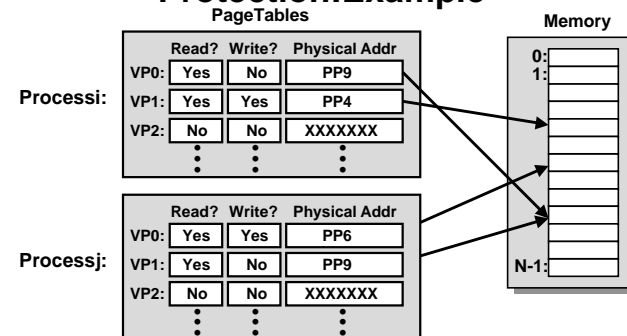 Protection:Example
PageTables
Memory
Read? Write? Physical Addr
0:
1:
VP0: Yes No PP9
Processi:
VP1: Yes Yes PP4
VP2: No No XXXXXXX
Read? Write? Physical Addr
VP0: Yes Yes PP6
Processj:
VP1: Yes No PP9
N-1:
VP2: No No XXXXXXX